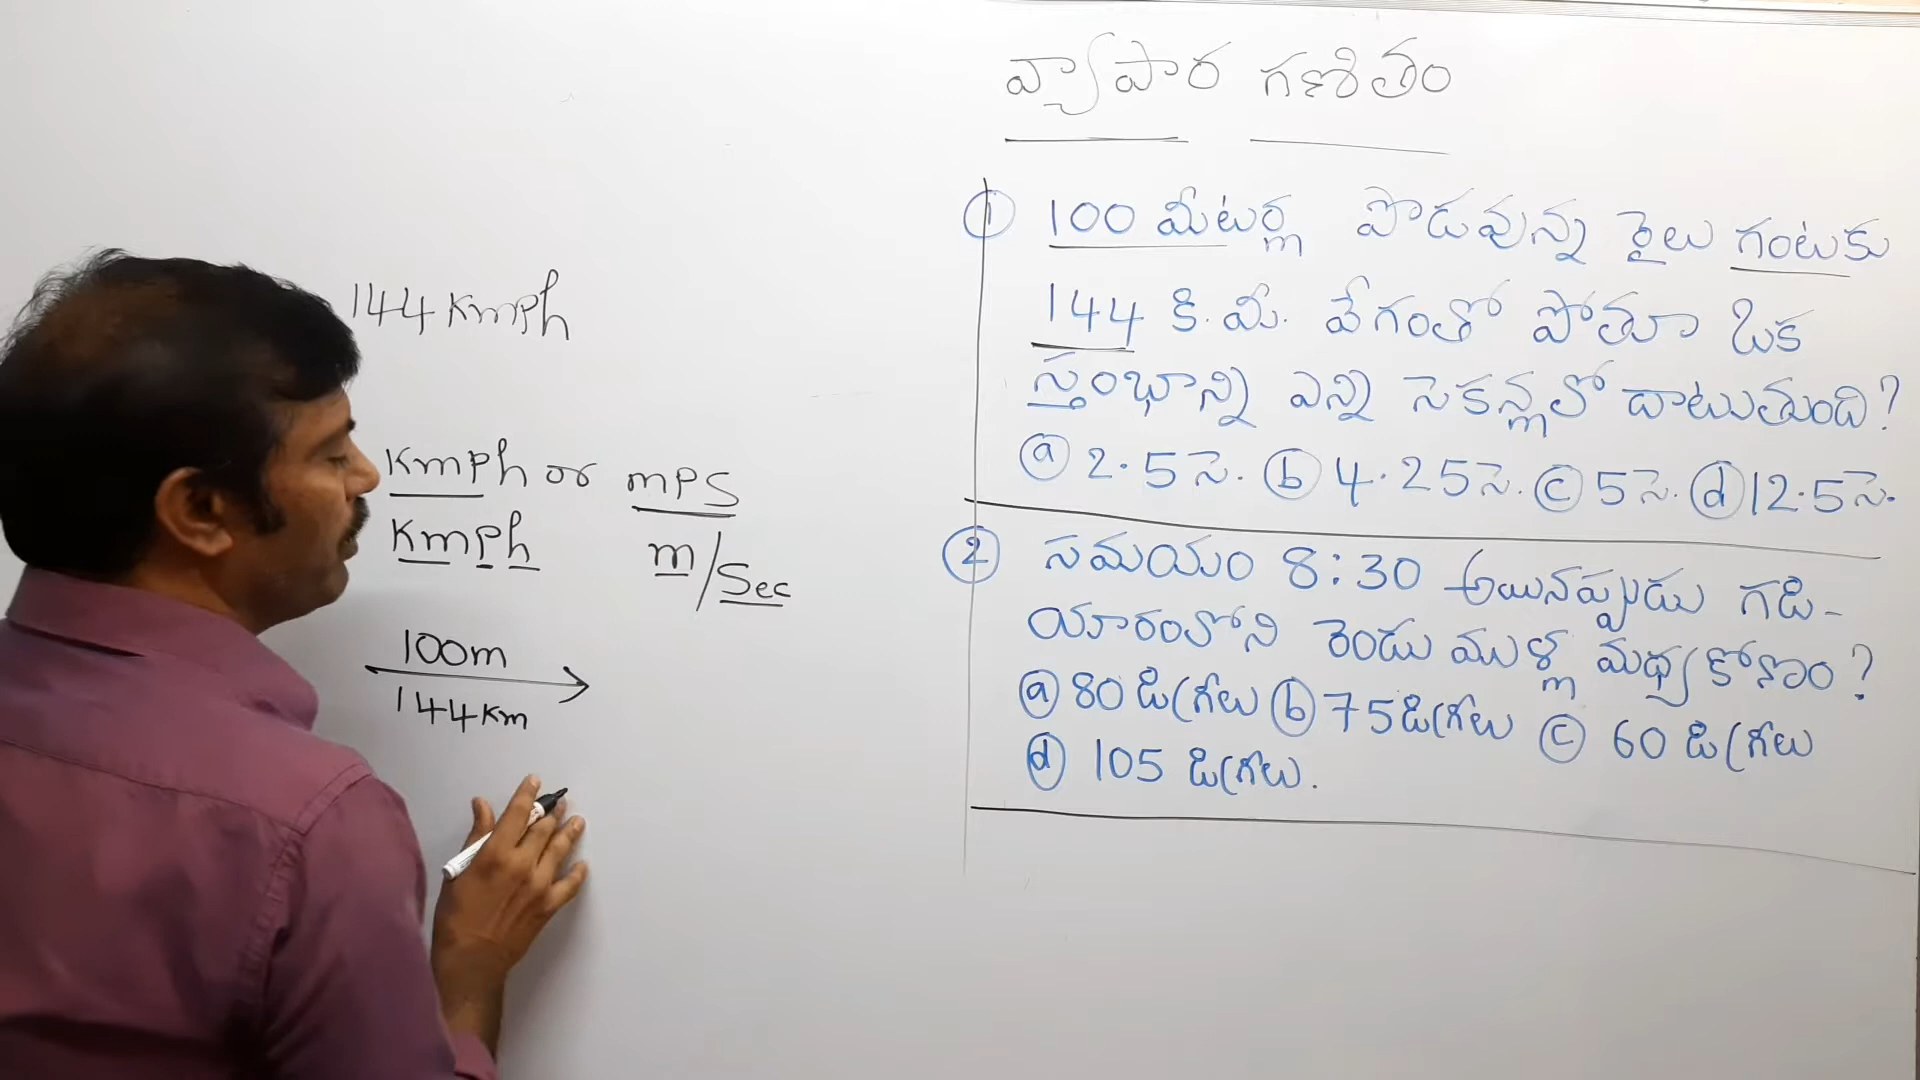 వ్యాపార గణితం
144 Kmph
Kmph or mps
Kmph m/Sec
100m
144Km
① 100 మీటర్ల పొడవున్న రైలు గంటకు
144 కి.మీ. వేగంతో పోతూ ఒక
స్తంభాన్ని ఎన్ని సెకన్లలో దాటుతుంది?
ⓐ 2.5 సె. ⓑ 4.25 సె. ⓒ 5 సె. ⓓ 12.5 సె.
② సమయం 8:30 అయినప్పుడు గడి-
యారంలోని రెండు ముళ్ల మధ్య కోణం?
ⓐ 80 డిగ్రీలు ⓑ 75 డిగ్రీలు ⓒ 60 డిగ్రీలు
ⓓ 105 డిగ్రీలు.